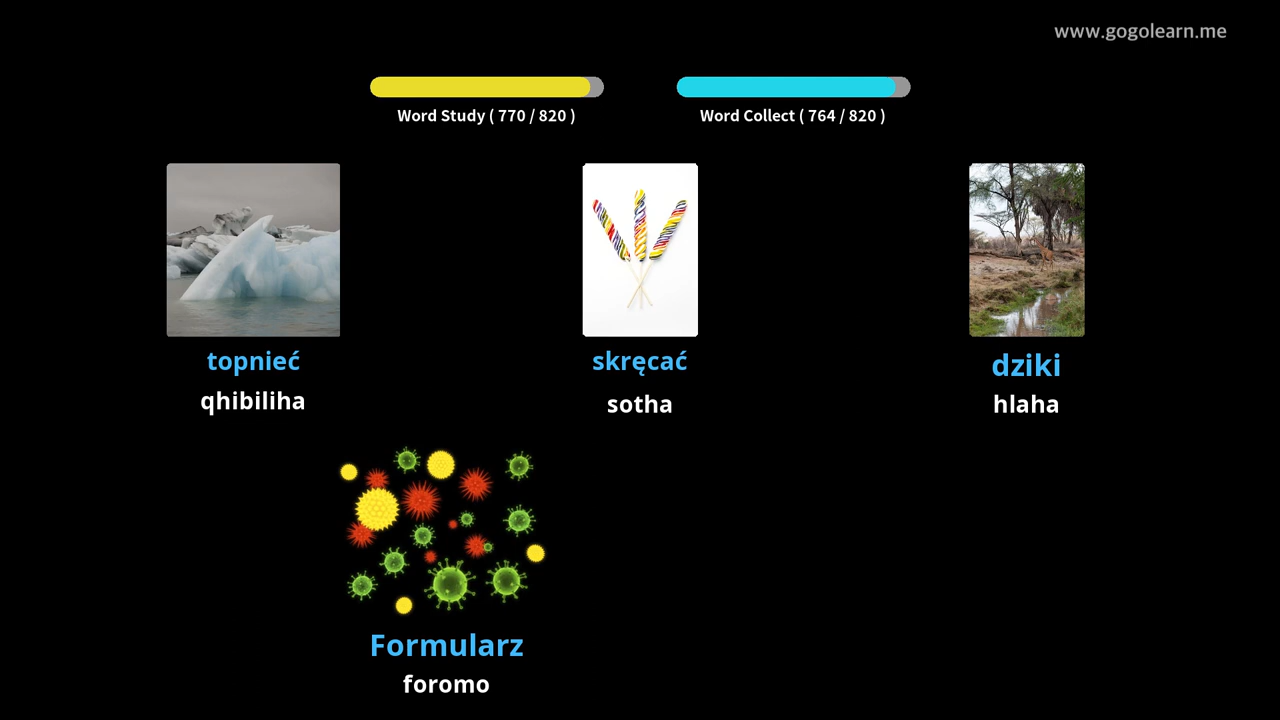 www.gogolearn.me
Word Study ( 770 / 820 )
Word Collect ( 764 / 820 )
topnieć
skręcać
dziki
qhibiliha
sotha
hlaha
Formularz
foromo